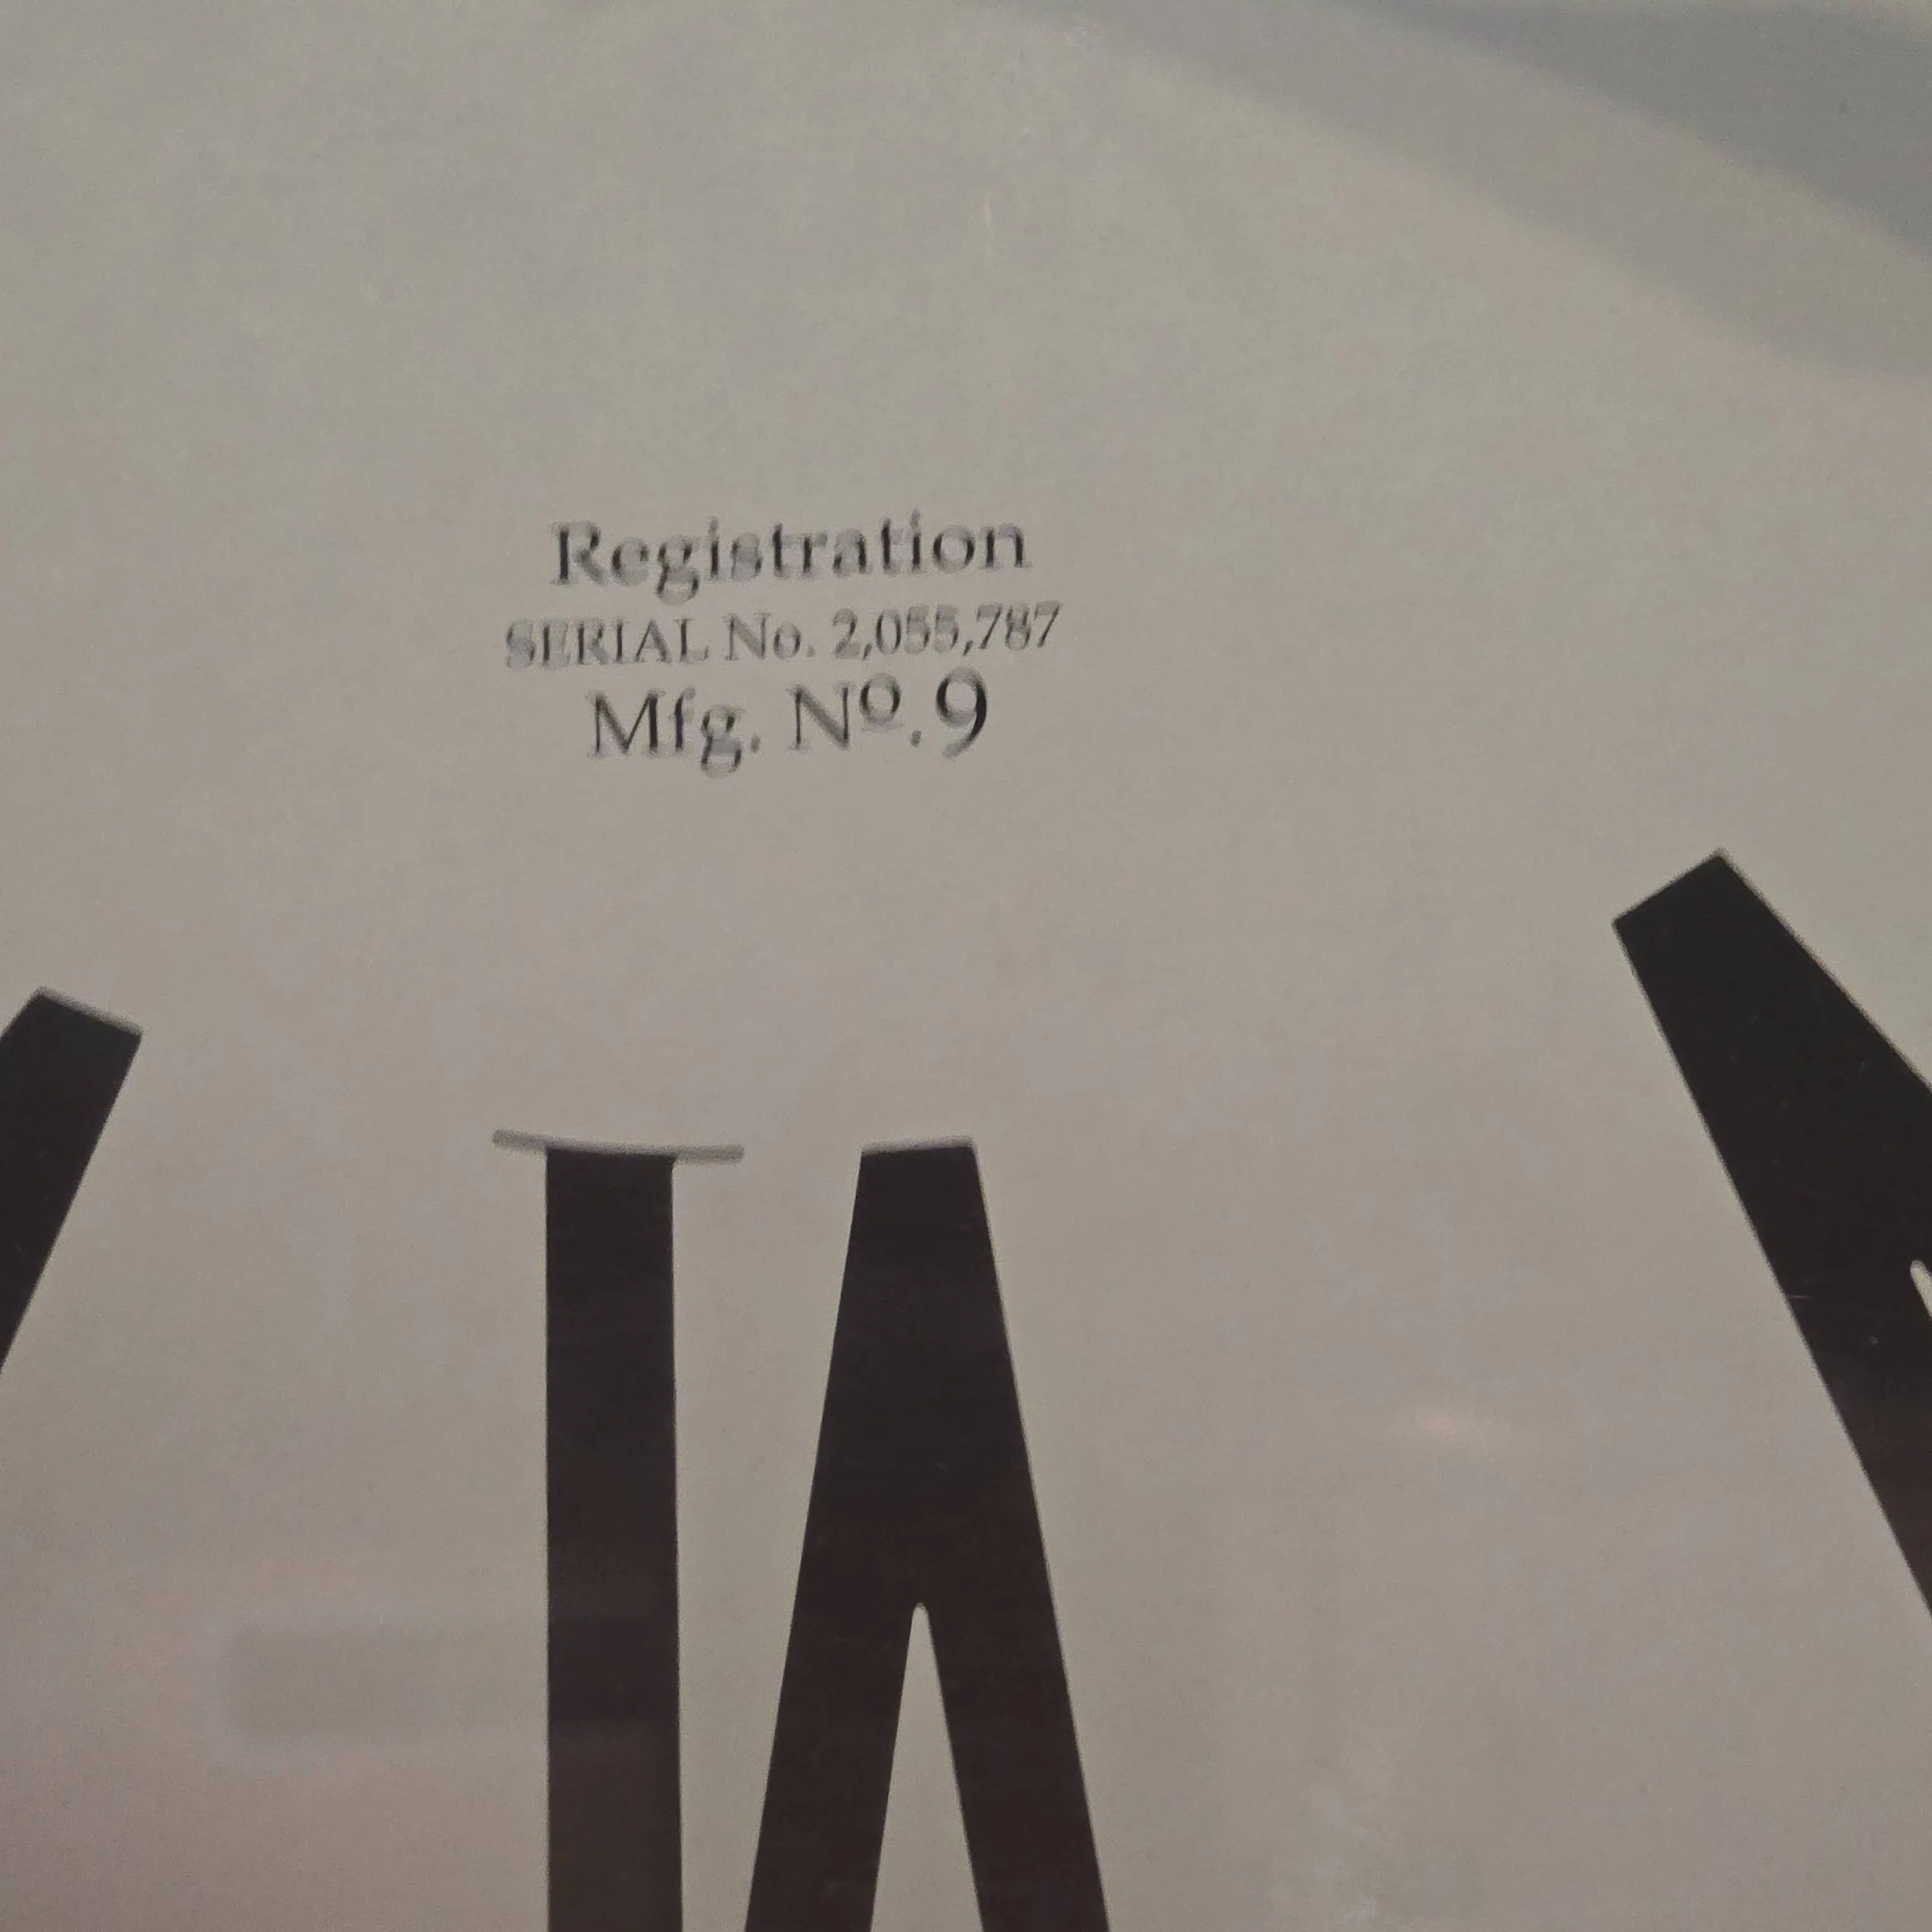 Registration
SERIAL No. 2,055,787
Mfg. Nº.9